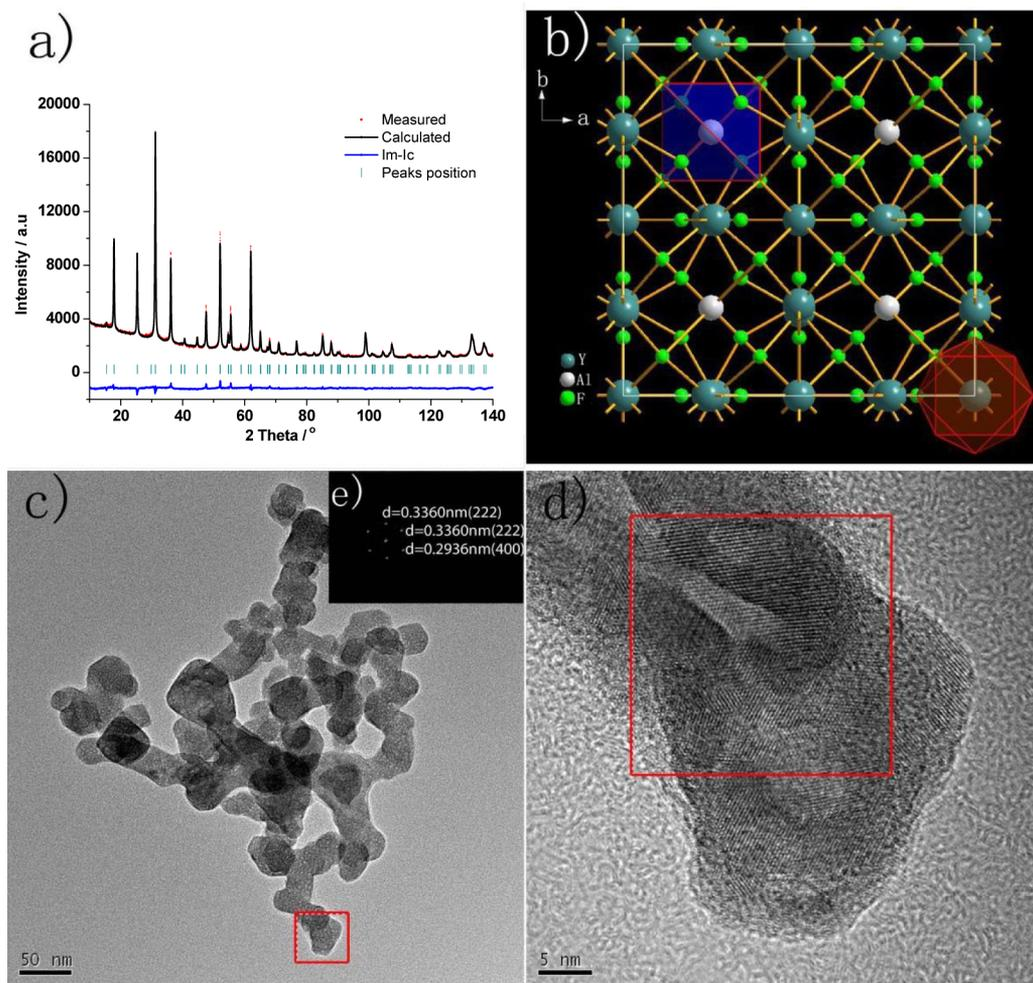 a)
20000
16000
12000
8000
4000
0
Intensity / a.u
20 40 60 80 100 120 140
2 Theta / °
Measured
Calculated
Im-Ic
Peaks position
b)
b
a
Y
Al
F
c)
50 nm
e)
d=0.3360nm(222)
d=0.3360nm(222)
d=0.2936nm(400)
d)
5 nm